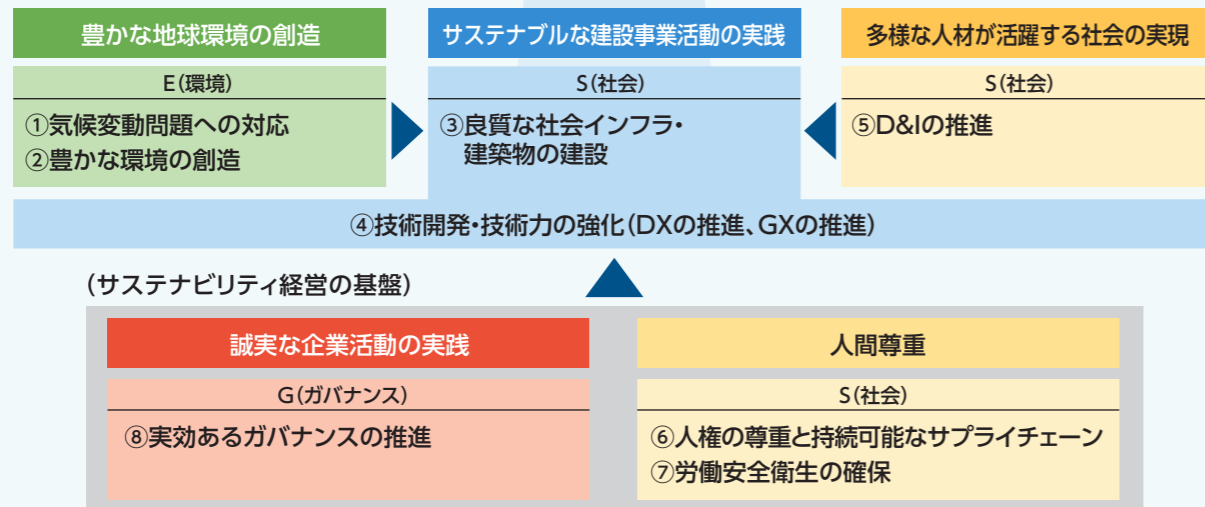 豊かな地球環境の創造
E(環境)
①気候変動問題への対応
②豊かな環境の創造
サステナブルな建設事業活動の実践
S(社会)
③良質な社会インフラ・
建築物の建設
多様な人材が活躍する社会の実現
S(社会)
⑤D&Iの推進
④技術開発・技術力の強化(DXの推進、GXの推進)
(サステナビリティ経営の基盤)
誠実な企業活動の実践
G(ガバナンス)
⑧実効あるガバナンスの推進
人間尊重
S(社会)
⑥人権の尊重と持続可能なサプライチェーン
⑦労働安全衛生の確保